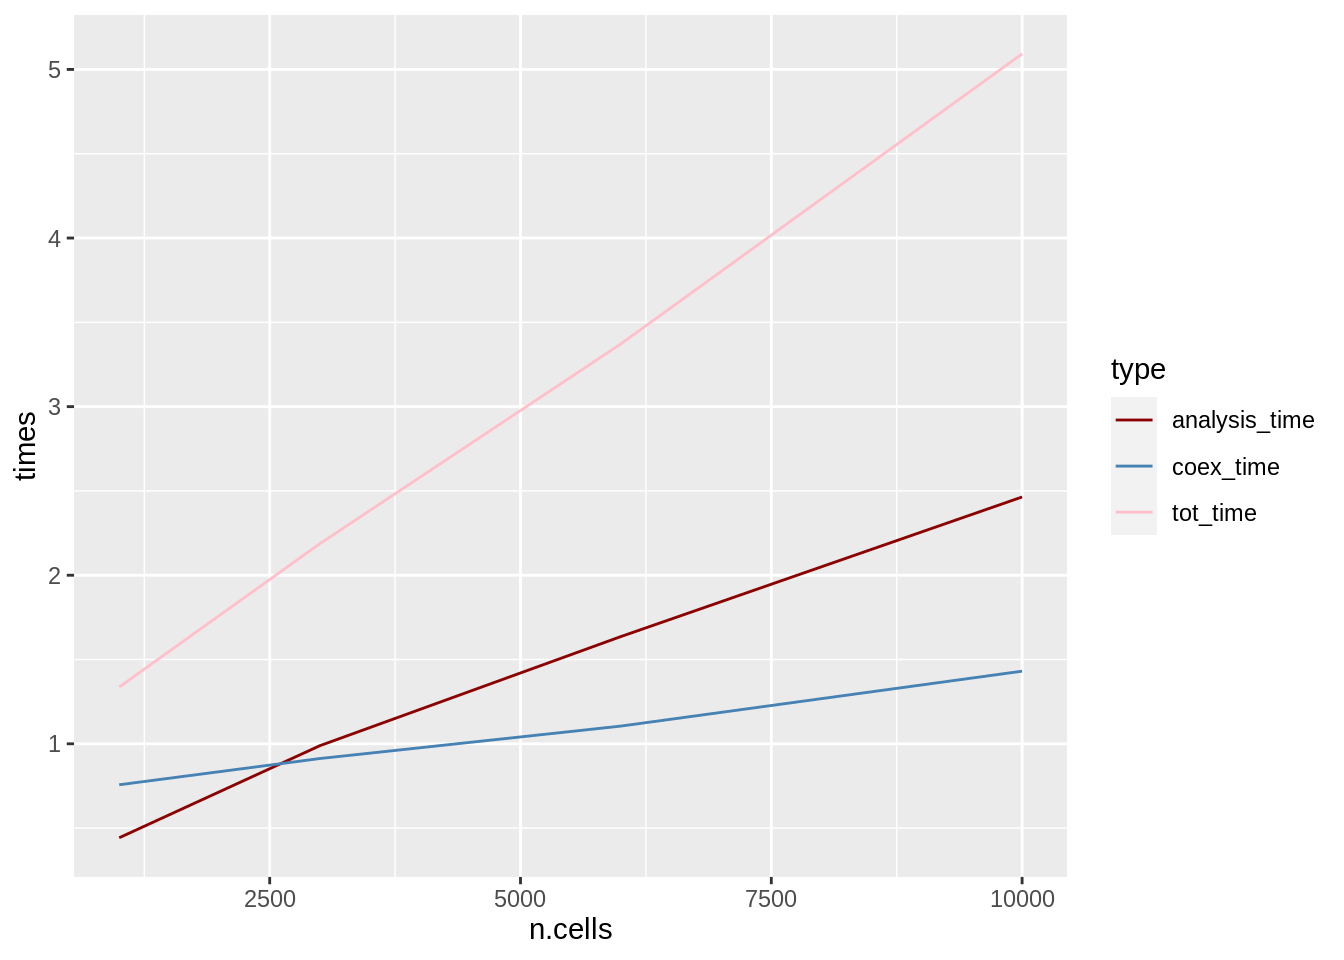 5
4
3
2
1
times
2500 5000 7500 10000
n.cells
type
analysis_time
coex_time
tot_time